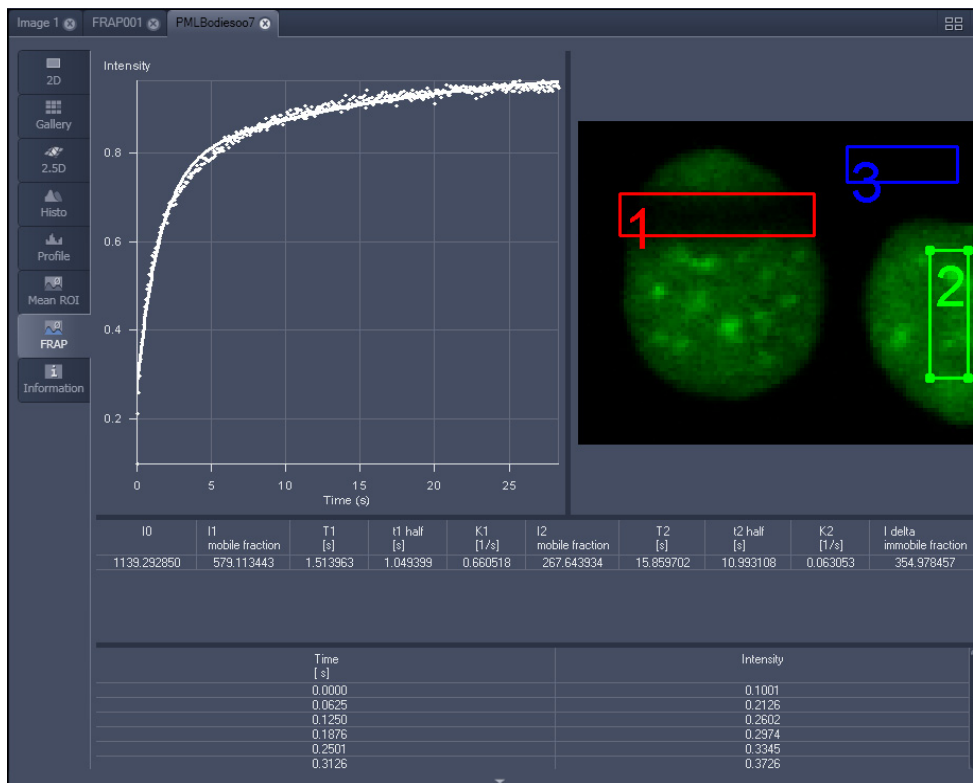 Image 1 FRAP001 PMLBodiesoo7
2D
Gallery
2.5D
Histo
Profile
Mean ROI
FRAP
Information
Intensity
0.8
0.6
0.4
0.2
0 5 10 15 20 25
Time (s)
1
2
3
I0 I1 T1 t1 half K1 I2 T2 t2 half K2 I delta
mobile fraction [s] [s] [1/s] mobile fraction [s] [s] [1/s] immobile fraction
1139.292850 579.113443 1.513963 1.049399 0.660518 267.643934 15.859702 10.993108 0.063053 354.978457
Time Intensity
[ s]
0.0000 0.1001
0.0625 0.2126
0.1250 0.2602
0.1876 0.2974
0.2501 0.3345
0.3126 0.3726